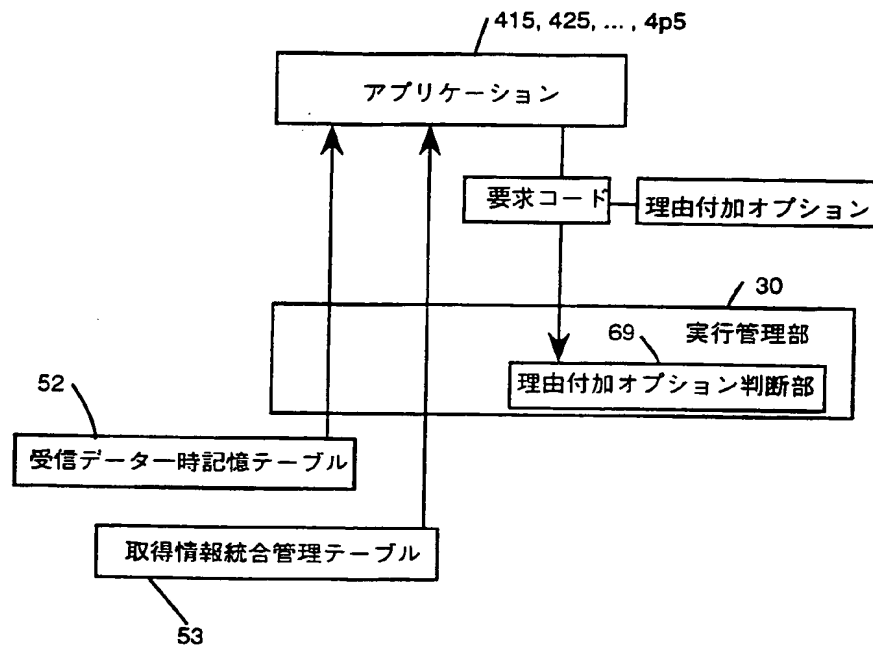 415, 425, ... , 4p5
アプリケーション
要求コード
理由付加オプション
30
実行管理部
69
理由付加オプション判断部
52
受信データ一時記憶テーブル
取得情報統合管理テーブル
53